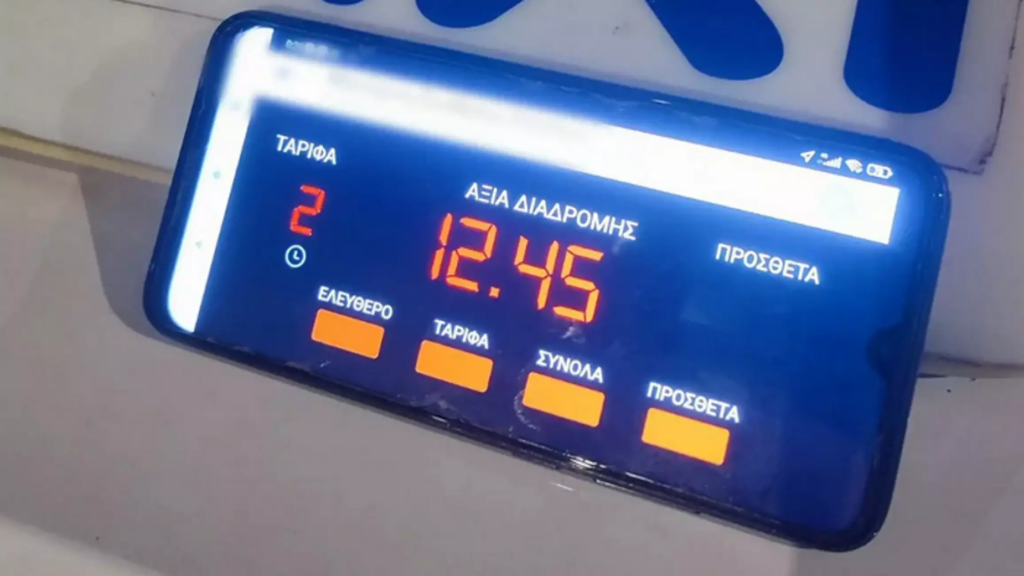 ΤΑΡΙΦΑ
2
ΑΞΙΑ ΔΙΑΔΡΟΜΗΣ
12.45
ΠΡΟΣΘΕΤΑ
ΕΛΕΥΘΕΡΟ
ΤΑΡΙΦΑ
ΣΥΝΟΛΑ
ΠΡΟΣΘΕΤΑ